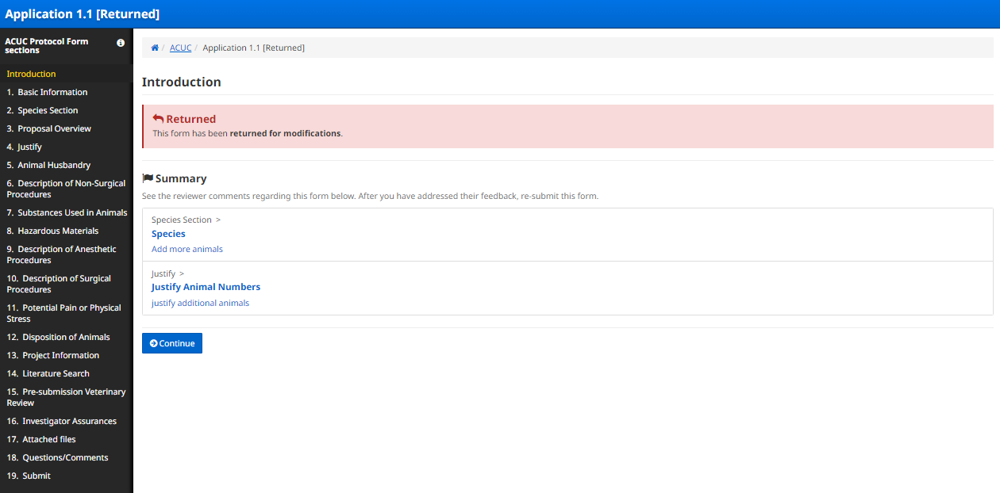 Application 1.1 [Returned]
ACUC Protocol Form
sections
Introduction
1. Basic Information
2. Species Section
3. Proposal Overview
4. Justify
5. Animal Husbandry
6. Description of Non-Surgical
Procedures
7. Substances Used in Animals
8. Hazardous Materials
9. Description of Anesthetic
Procedures
10. Description of Surgical
Procedures
11. Potential Pain or Physical
Stress
12. Disposition of Animals
13. Project Information
14. Literature Search
15. Pre-submission Veterinary
Review
16. Investigator Assurances
17. Attached files
18. Questions/Comments
19. Submit
/ ACUC / Application 1.1 [Returned]
Introduction
Returned
This form has been returned for modifications.
Summary
See the reviewer comments regarding this form below. After you have addressed their feedback, re-submit this form.
Species Section >
Species
Add more animals
Justify >
Justify Animal Numbers
justify additional animals
Continue